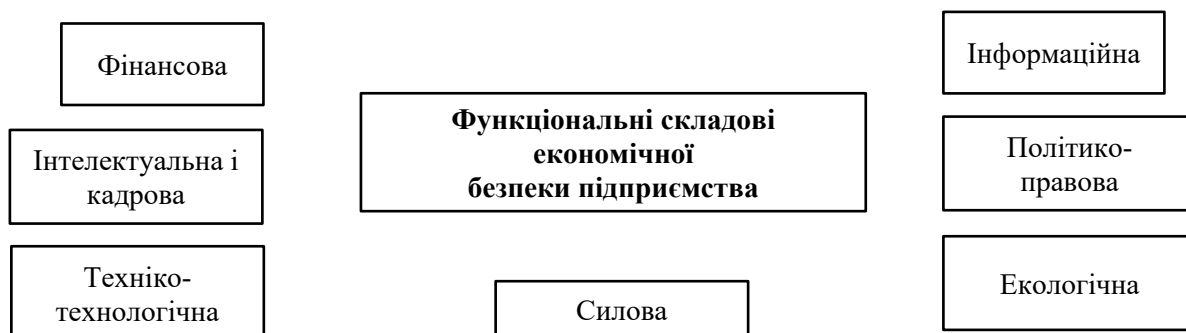 Фінансова
Інтелектуальна і
кадрова
Техніко-
технологічна
Функціональні складові
економічної
безпеки підприємства
Силова
Інформаційна
Політико-
правова
Екологічна